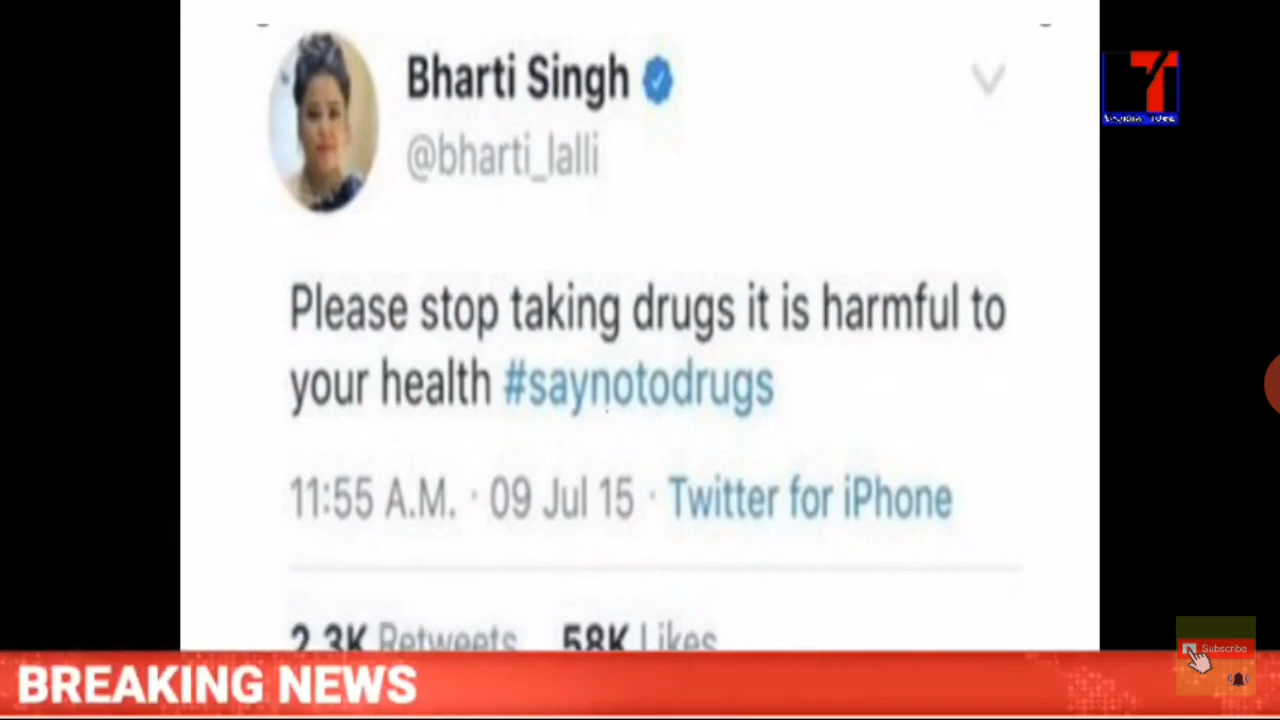 Bharti Singh
@bharti_lalli
Please stop taking drugs it is harmful to
your health #saynotodrugs
11:55 A.M. · 09 Jul 15 · Twitter for iPhone
2.3K Retweets 58K Likes
Subscribe
BREAKING NEWS